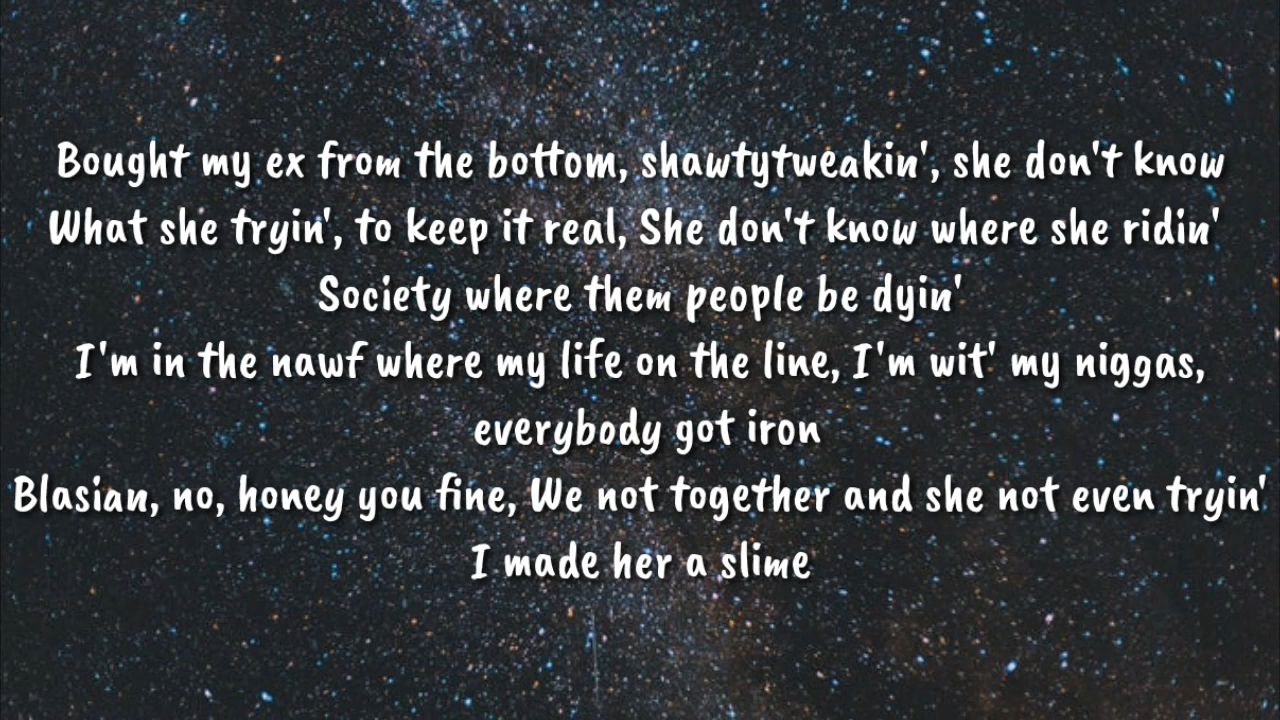 Bought my ex from the bottom, shawtytweakin', she don't know
What she tryin', to keep it real, She don't know where she ridin'
Society where them people be dyin'
I'm in the nawf where my life on the line, I'm wit' my niggas,
everybody got iron
Blasian, no, honey you fine, We not together and she not even tryin'
I made her a slime